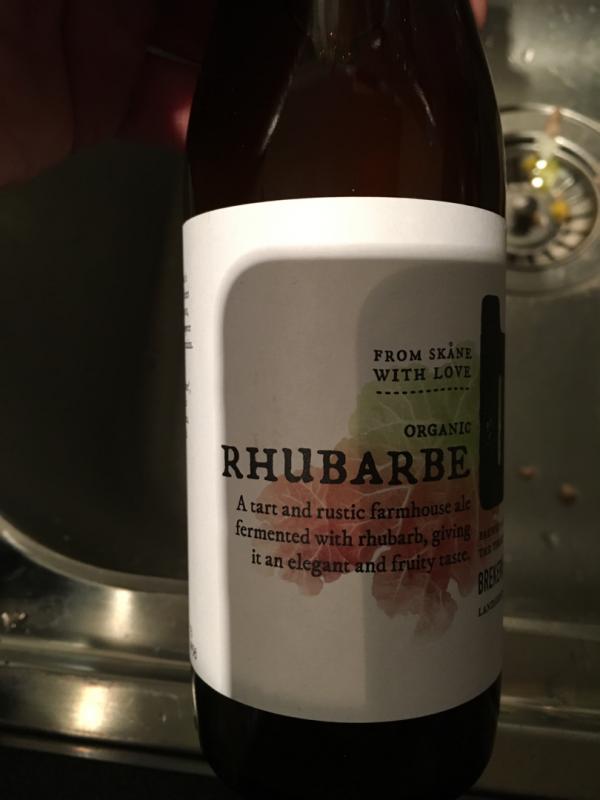 FROM SKÅNE
WITH LOVE
ORGANIC
RHUBARBE
A tart and rustic farmhouse ale
fermented with rhubarb, giving
it an elegant and fruity taste.